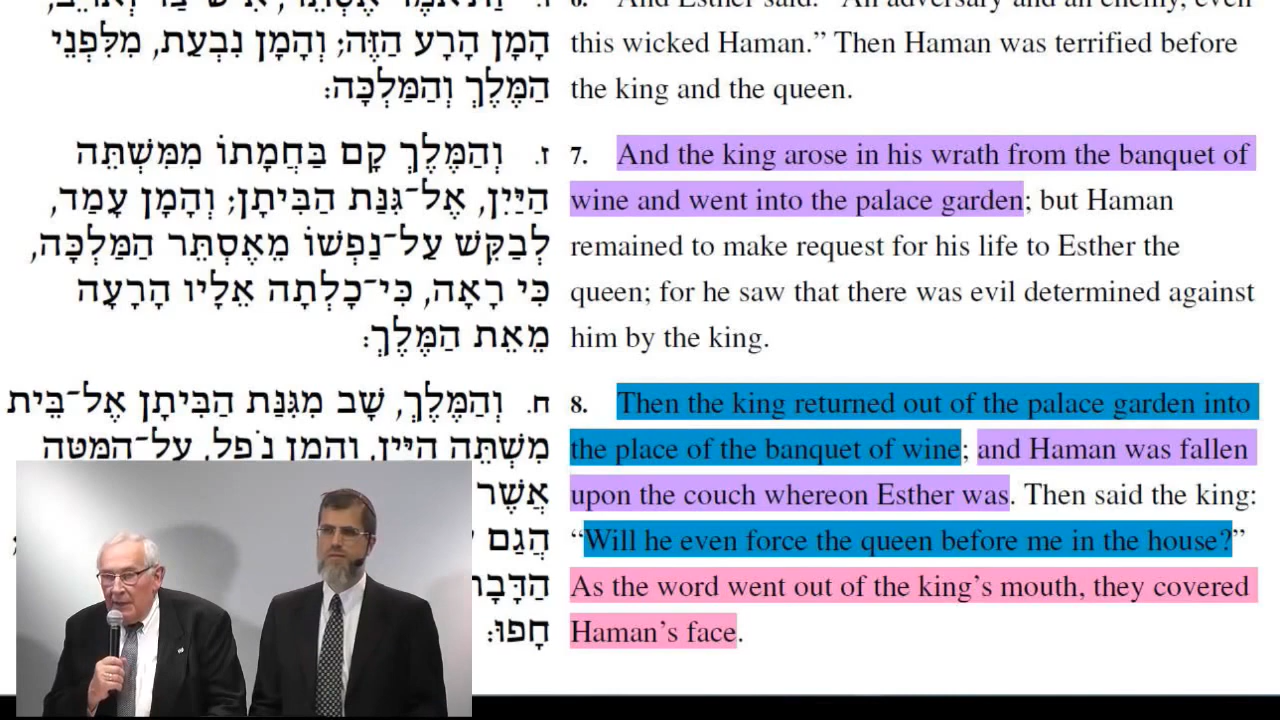 ו. וַתֹּאמֶר אֶסְתֵּר, אִישׁ צַר וְאוֹיֵב,
הָמָן הָרָע הַזֶּה; וְהָמָן נִבְעַת, מִלִּפְנֵי
הַמֶּלֶךְ וְהַמַּלְכָּה:
6. “And Esther said: “An adversary and an enemy, even
this wicked Haman.” Then Haman was terrified before
the king and the queen.
ז. וְהַמֶּלֶךְ קָם בַּחֲמָתוֹ מִמִּשְׁתֵּה
הַיַּיִן, אֶל־גִּנַּת הַבִּיתָן; וְהָמָן עָמַד,
לְבַקֵּשׁ עַל־נַפְשׁוֹ מֵאֶסְתֵּר הַמַּלְכָּה,
כִּי רָאָה, כִּי־כָלְתָה אֵלָיו הָרָעָה
מֵאֵת הַמֶּלֶךְ:
7. And the king arose in his wrath from the banquet of
wine and went into the palace garden; but Haman
remained to make request for his life to Esther the
queen; for he saw that there was evil determined against
him by the king.
ח. וְהַמֶּלֶךְ, שָׁב מִגִּנַּת הַבִּיתָן אֶל־בֵּית
מִשְׁתֵּה הַיַּיִן, וְהָמָן נֹפֵל, עַל־הַמִּטָּה
אֲשֶׁר
הֲגַם
הַדָּבָר
חָפוּ:
8. Then the king returned out of the palace garden into
the place of the banquet of wine; and Haman was fallen
upon the couch whereon Esther was. Then said the king:
“Will he even force the queen before me in the house?”
As the word went out of the king’s mouth, they covered
Haman’s face.